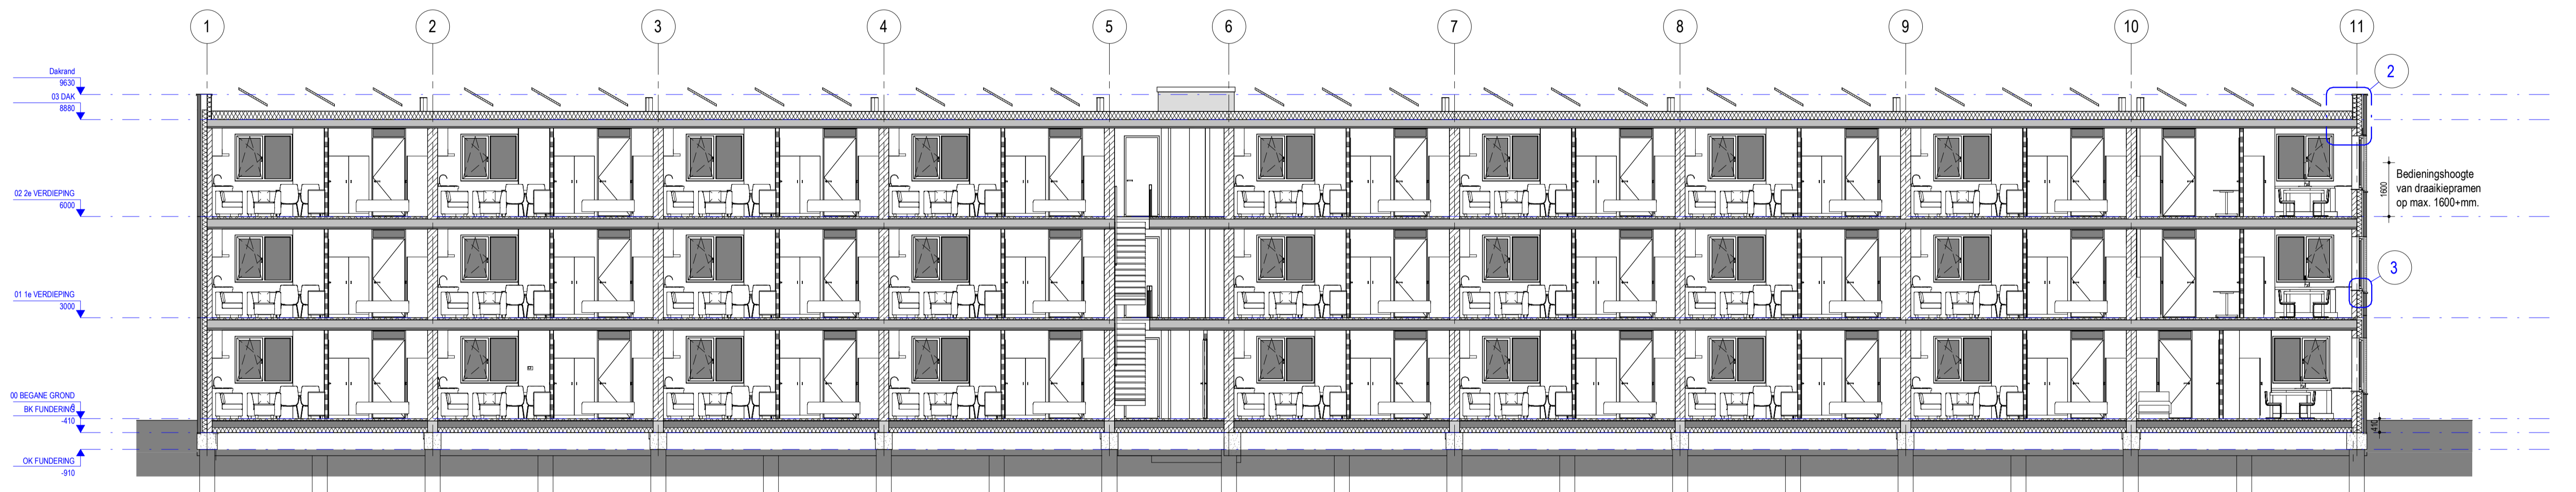 1 2 3 4 5 6 7 8 9 10 11
2
Dakrand
9630
03 DAK
8880
02 2e VERDIEPING
6000
1600
Bedieningshoogte
van draaikiepramen
op max. 1600+mm.
3
01 1e VERDIEPING
3000
00 BEGANE GROND
0
BK FUNDERING
-410
410
OK FUNDERING
-910